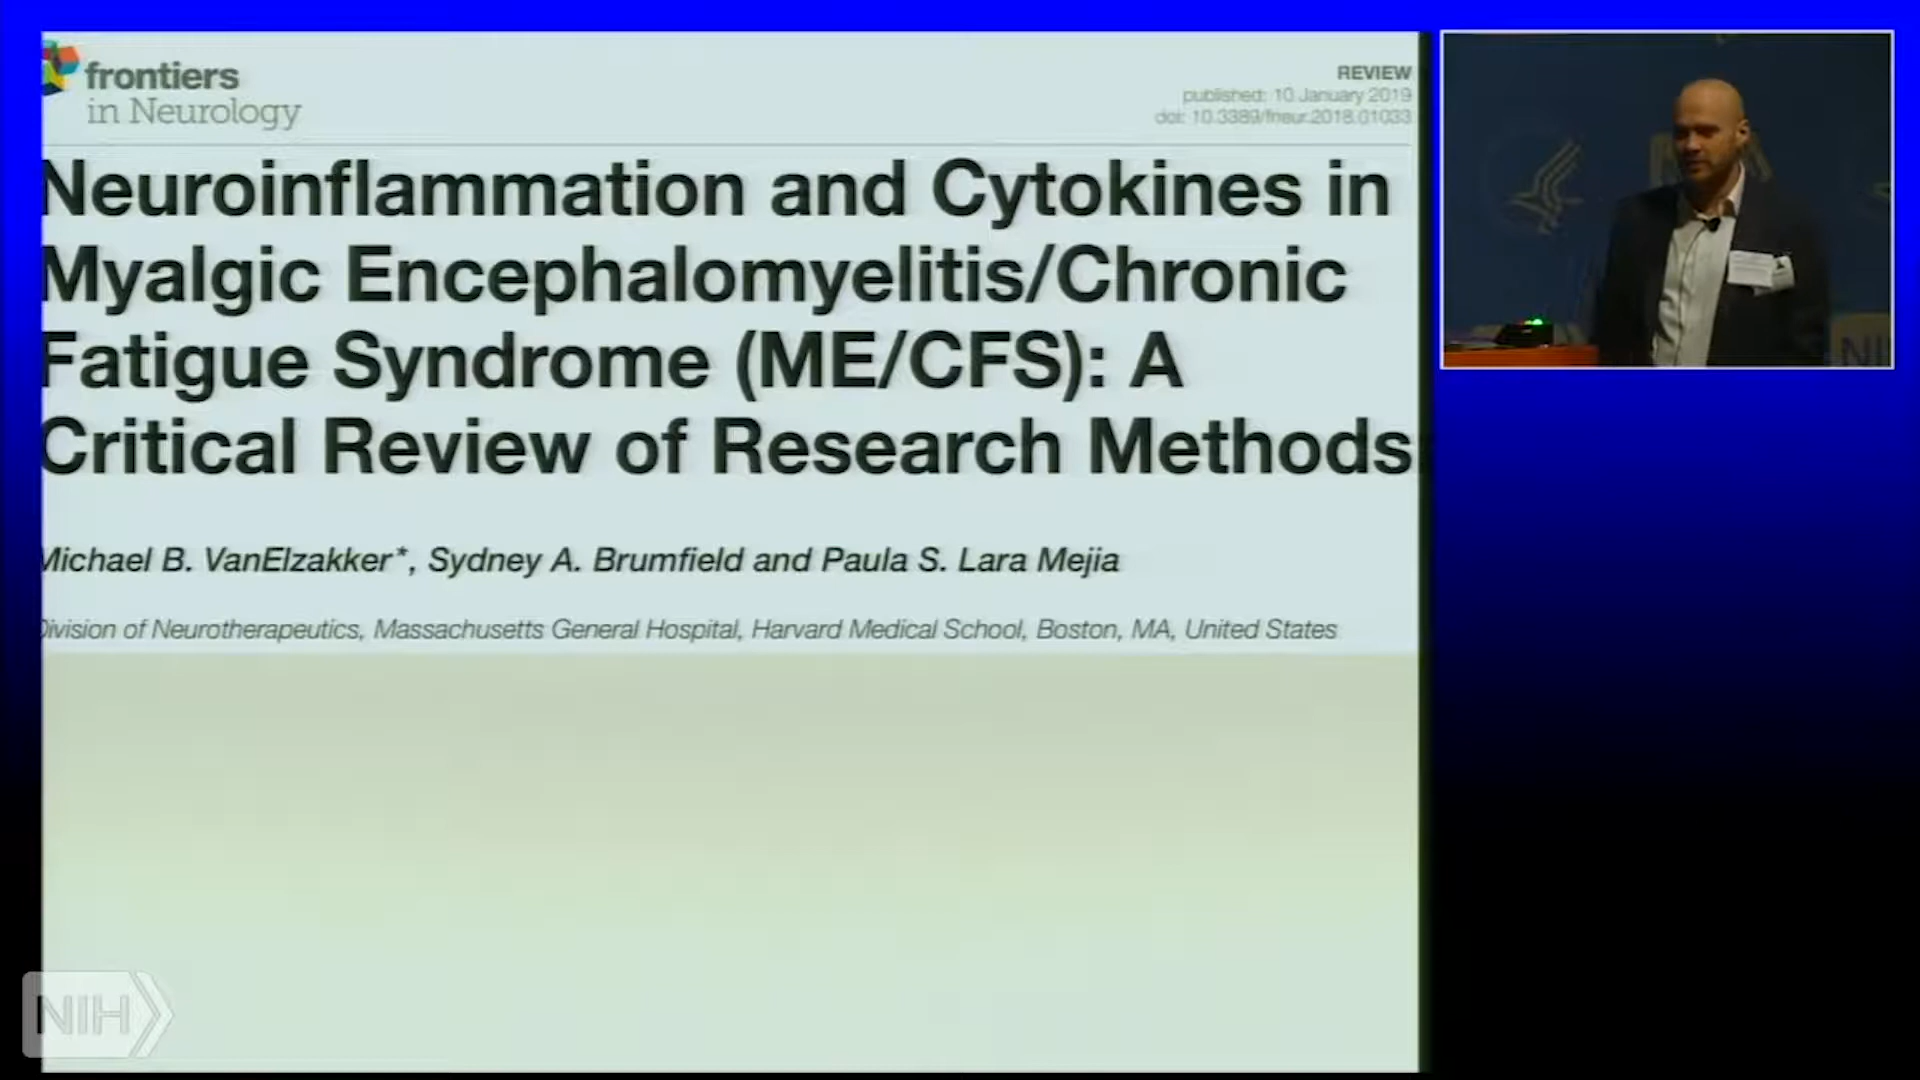 frontiers
in Neurology
REVIEW
published: 10 January 2019
doi: 10.3389/fneur.2018.01033
Neuroinflammation and Cytokines in
Myalgic Encephalomyelitis/Chronic
Fatigue Syndrome (ME/CFS): A
Critical Review of Research Methods
Michael B. VanElzakker*, Sydney A. Brumfield and Paula S. Lara Mejia
Division of Neurotherapeutics, Massachusetts General Hospital, Harvard Medical School, Boston, MA, United States
NIH